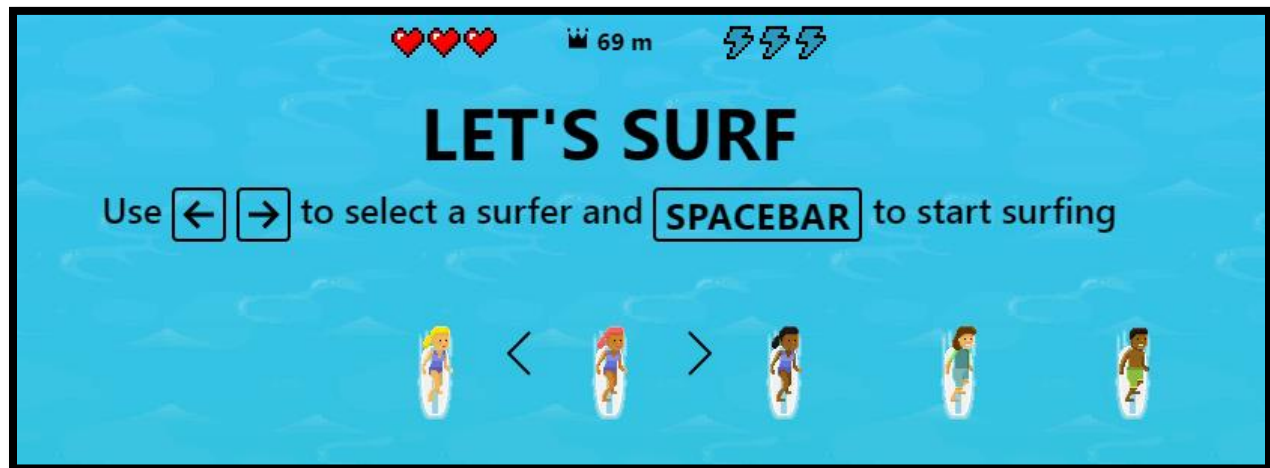 69 m
LET'S SURF
Use ← → to select a surfer and SPACEBAR to start surfing
< >